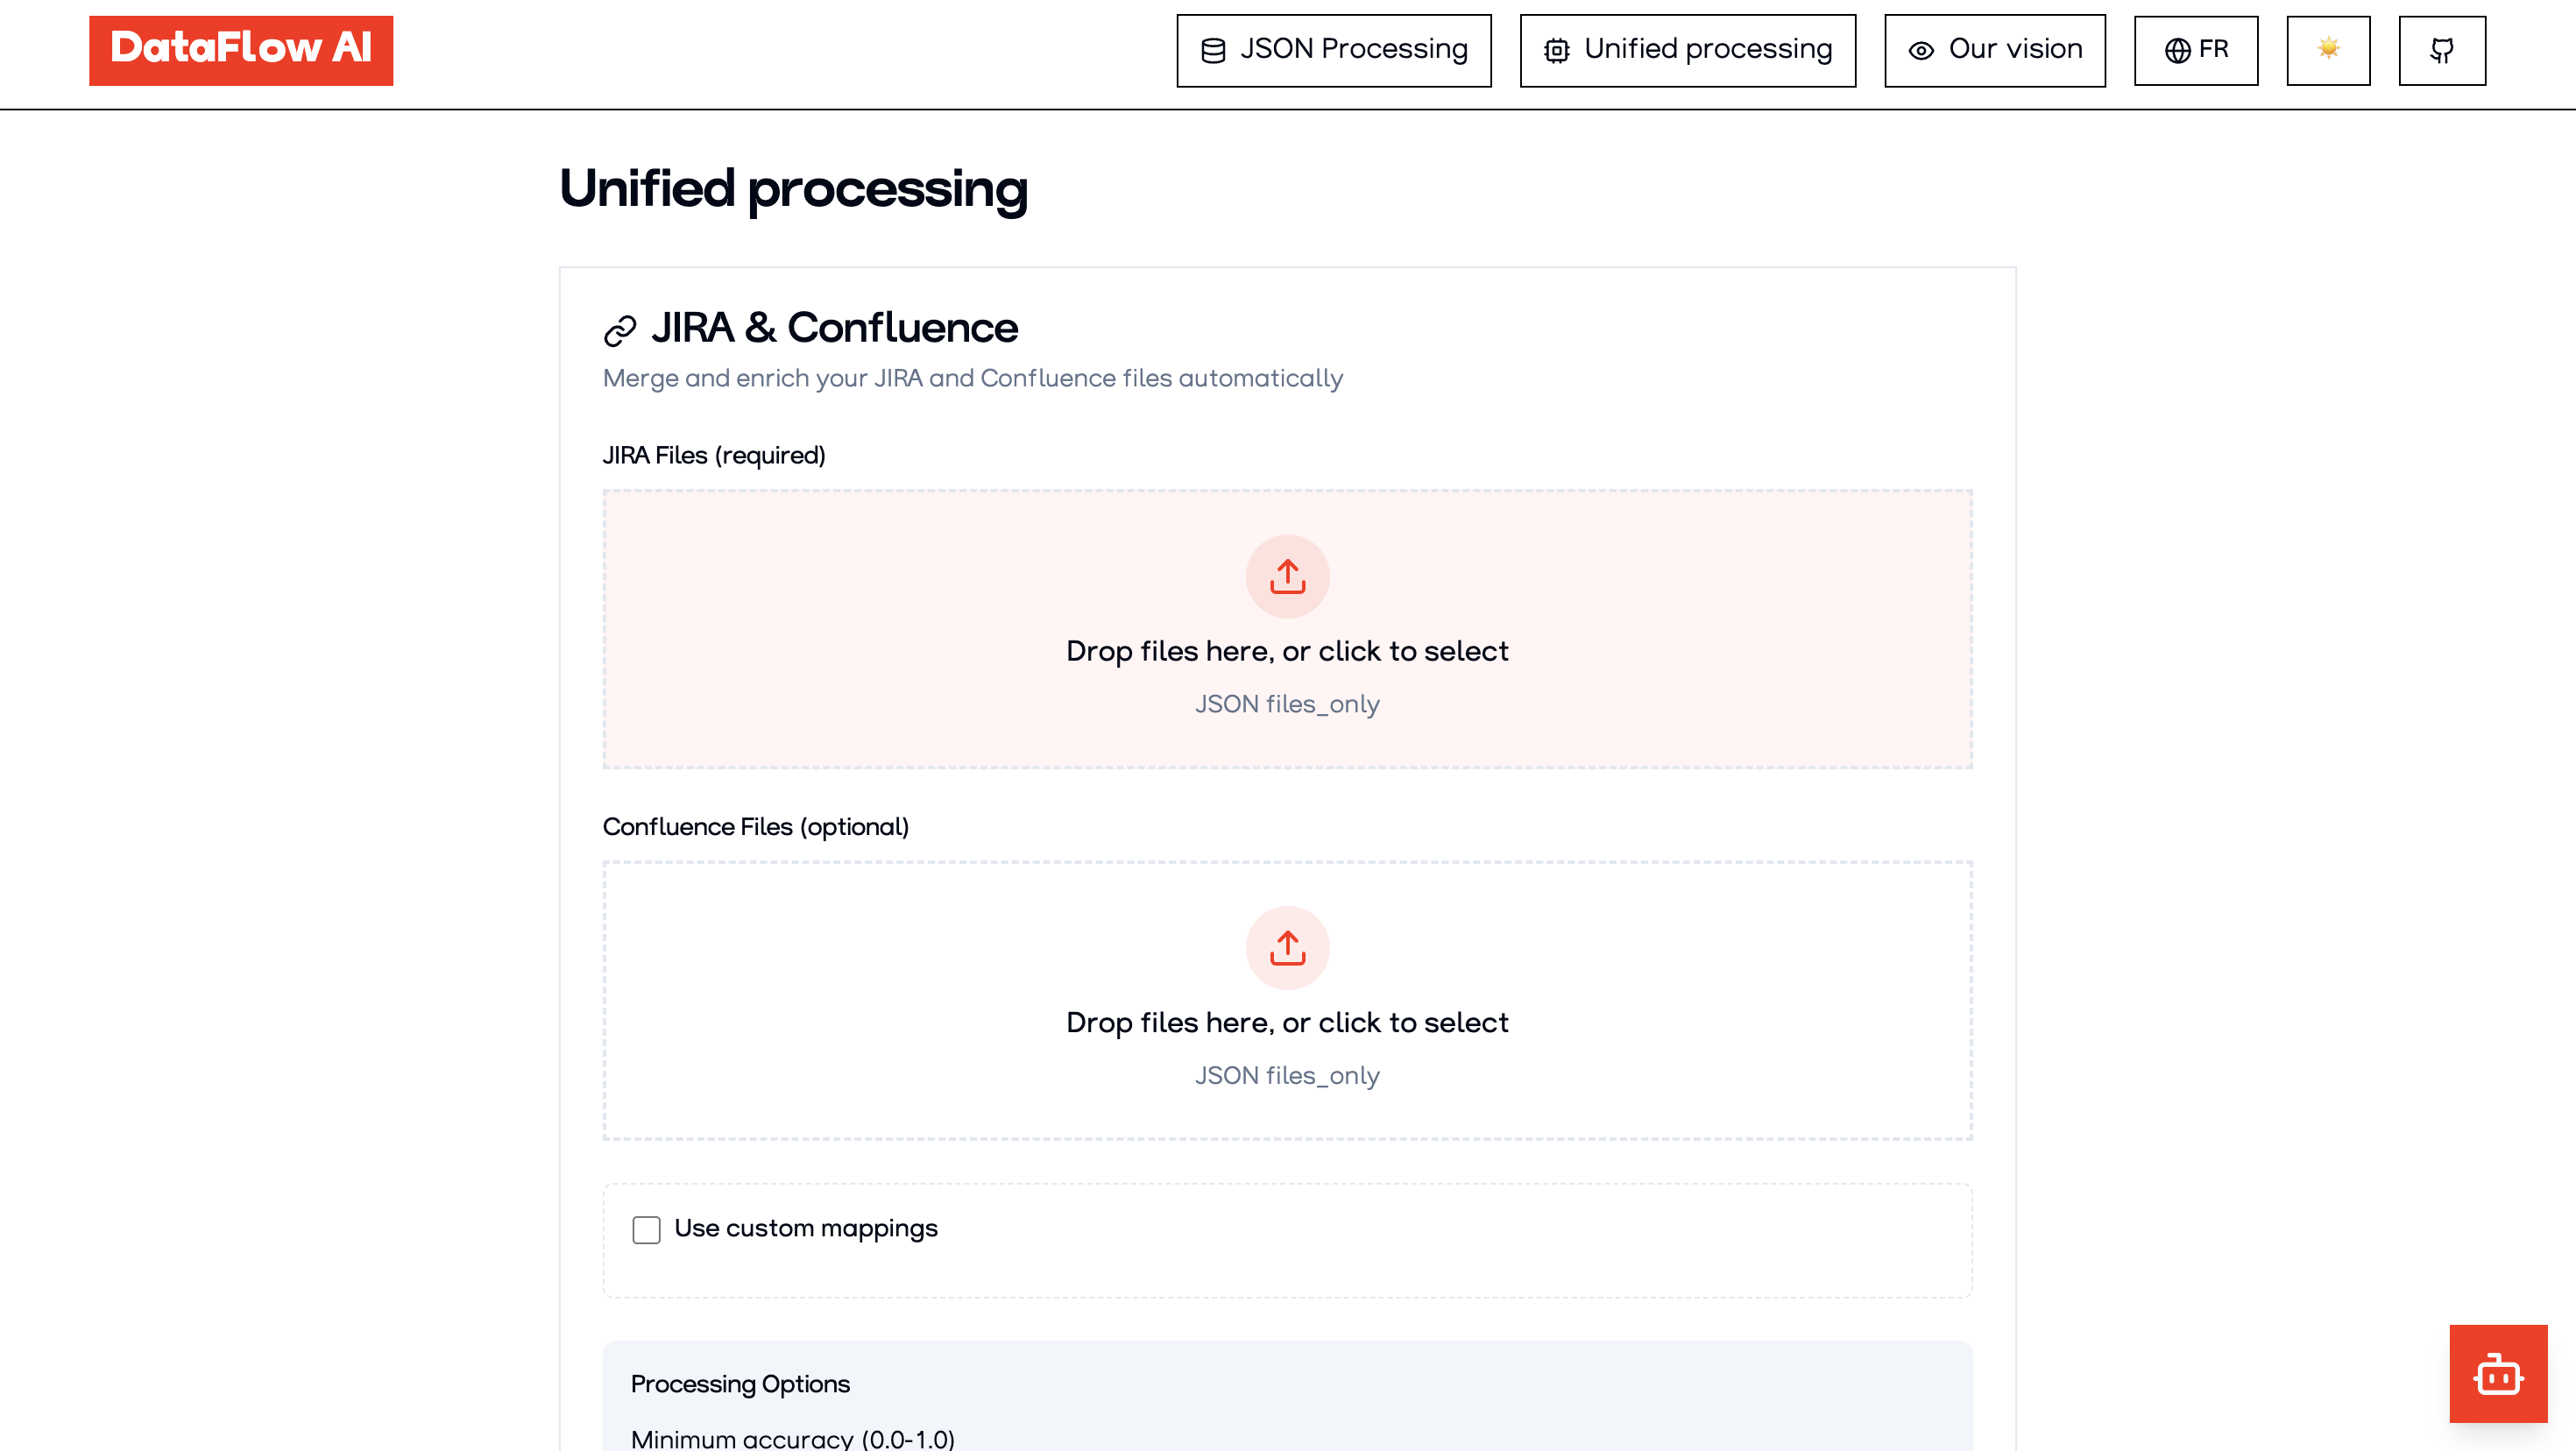 DataFlow AI
JSON Processing
Unified processing
Our vision
FR
Unified processing
JIRA & Confluence
Merge and enrich your JIRA and Confluence files automatically
JIRA Files (required)
Drop files here, or click to select
JSON files_only
Confluence Files (optional)
Drop files here, or click to select
JSON files_only
Use custom mappings
Processing Options
Minimum accuracy (0.0-1.0)